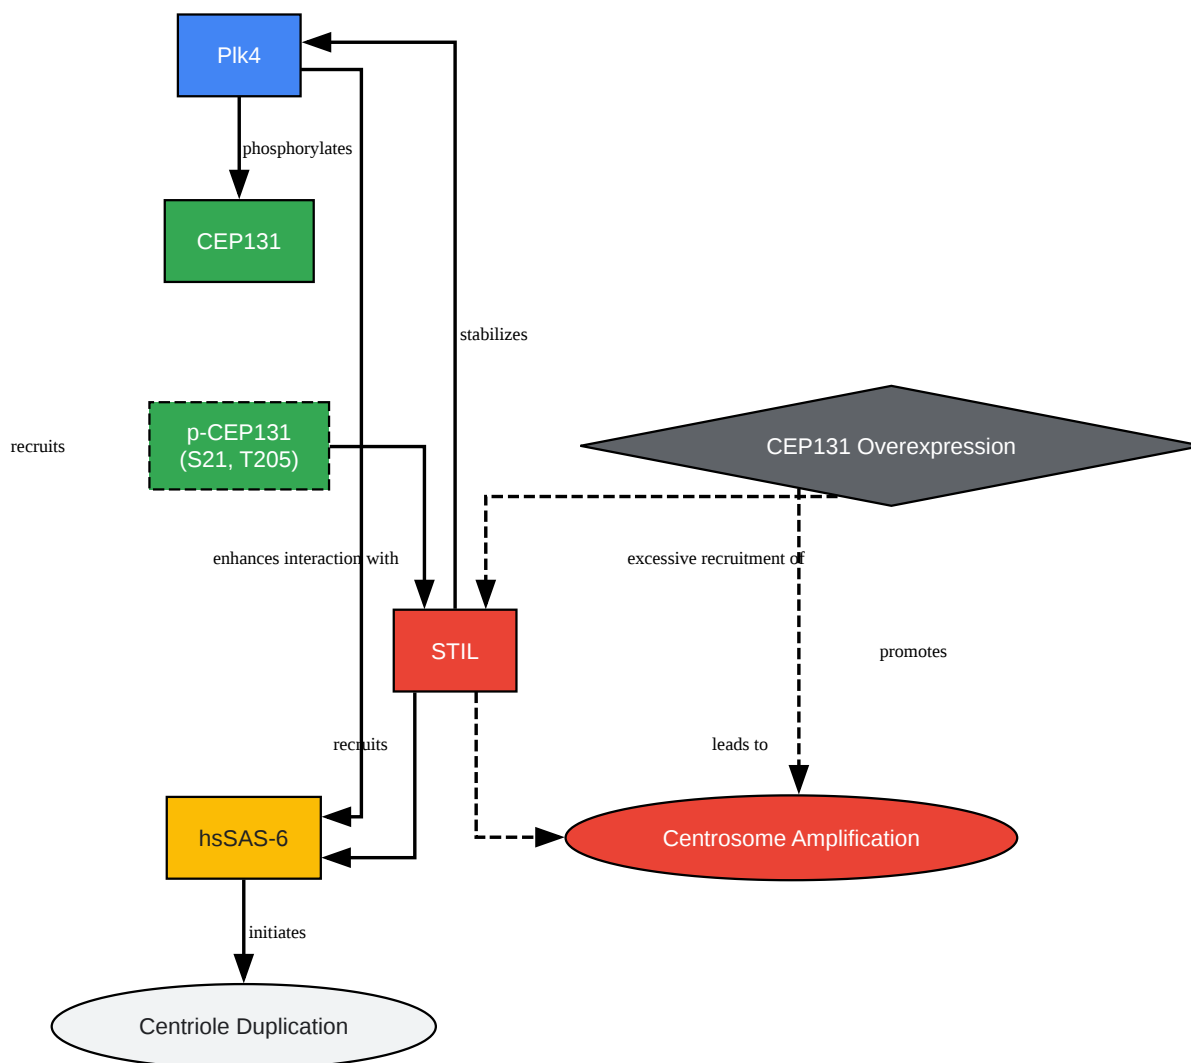 Plk4
phosphorylates
CEP131
stabilizes
recruits
p-CEP131
(S21, T205)
CEP131 Overexpression
enhances interaction with
excessive recruitment of
STIL
promotes
recruits
leads to
hsSAS-6
Centrosome Amplification
initiates
Centriole Duplication